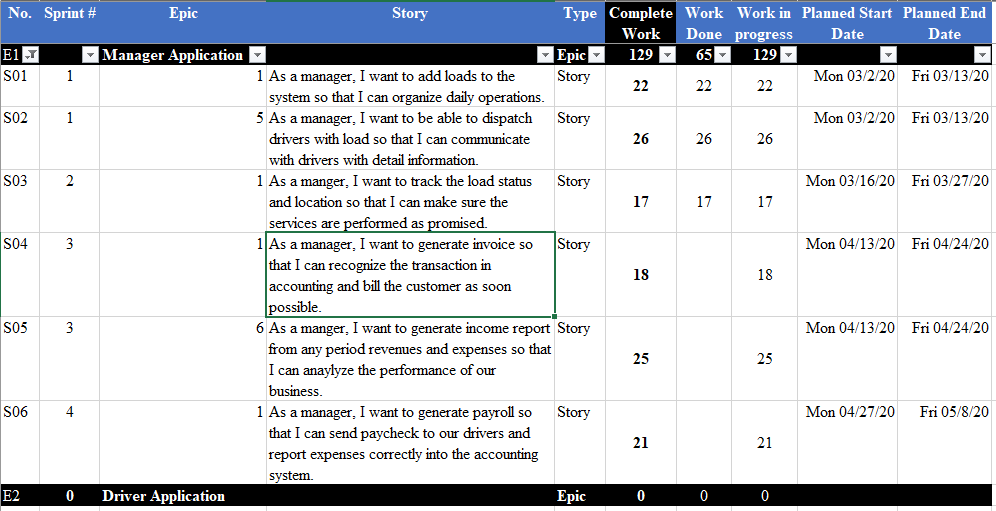 No. Sprint # Epic Story Type Complete Work Work Done Work in progress Planned Start Date Planned End Date
E1 Manager Application Epic 129 65 129
S01 1 1 As a manager, I want to add loads to the Story 22 22 22 Mon 03/2/20 Fri 03/13/20
system so that I can organize daily operations.
S02 1 5 As a manager, I want to be able to dispatch Story 26 26 26 Mon 03/2/20 Fri 03/13/20
drivers with load so that I can communicate
with drivers with detail information.
S03 2 1 As a manger, I want to track the load status Story 17 17 17 Mon 03/16/20 Fri 03/27/20
and location so that I can make sure the
services are performed as promised.
S04 3 1 As a manager, I want to generate invoice so Story 18 18 Mon 04/13/20 Fri 04/24/20
that I can recognize the transaction in
accounting and bill the customer as soon
possible.
S05 3 6 As a manger, I want to generate income report Story 25 25 Mon 04/13/20 Fri 04/24/20
from any period revenues and expenses so that
I can anaylyze the performance of our
business.
S06 4 1 As a manager, I want to generate payroll so Story 21 21 Mon 04/27/20 Fri 05/8/20
that I can send paycheck to our drivers and
report expenses correctly into the accounting
system.
E2 0 Driver Application Epic 0 0 0